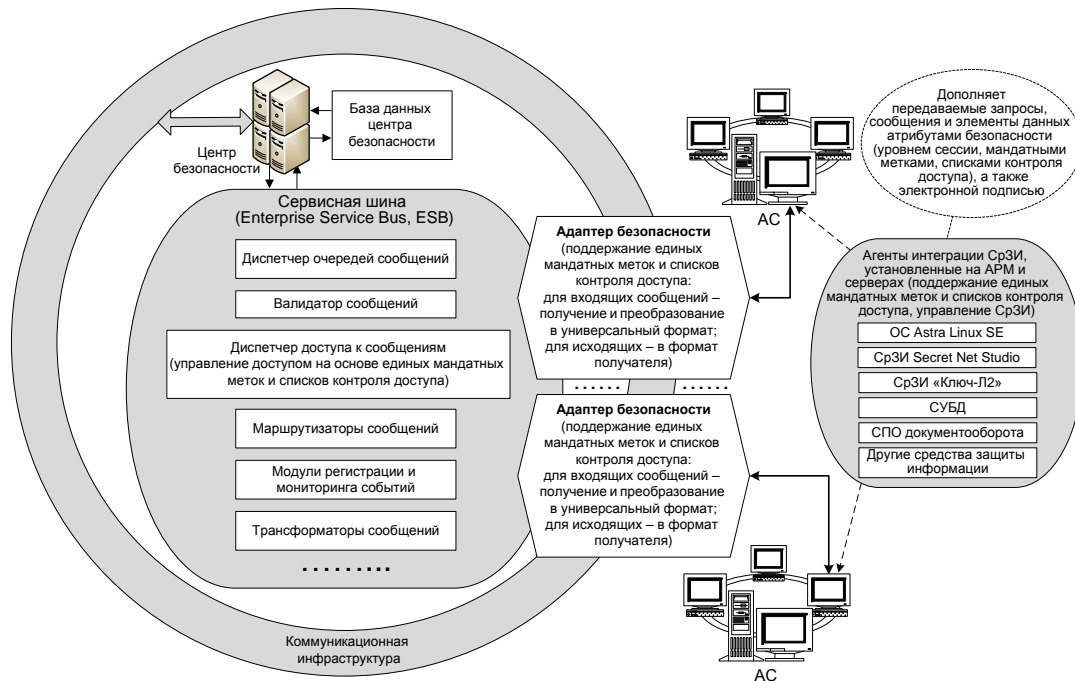 База данных
центра
безопасности
Центр
безопасности
Сервисная шина
(Enterprise Service Bus, ESB)
Диспетчер очередей сообщений
Валидатор сообщений
Диспетчер доступа к сообщениям
(управление доступом на основе единых мандатных
меток и списков контроля доступа)
Маршрутизаторы сообщений
Модули регистрации и
мониторинга событий
Трансформаторы сообщений
. . . . . . . . .
Коммуникационная
инфраструктура
Адаптер безопасности
(поддержание единых
мандатных меток и списков
контроля доступа:
для входящих сообщений –
получение и преобразование
в универсальный формат;
для исходящих – в формат
получателя)
. . . . . .
. . . . .
. . . . . .
Адаптер безопасности
(поддержание единых
мандатных меток и списков
контроля доступа:
для входящих сообщений –
получение и преобразование
в универсальный формат;
для исходящих – в формат
получателя)
АС
АС
Дополняет
передаваемые запросы,
сообщения и элементы данных
атрибутами безопасности
(уровнем сессии, мандатными
метками, списками контроля
доступа), а также
электронной подписью
Агенты интеграции СрЗИ,
установленные на АРМ и
серверах (поддержание единых
мандатных меток и списков контроля
доступа, управление СрЗИ)
ОС Astra Linux SE
СрЗИ Secret Net Studio
СрЗИ «Ключ-Л2»
СУБД
СПО документооборота
Другие средства защиты
информации